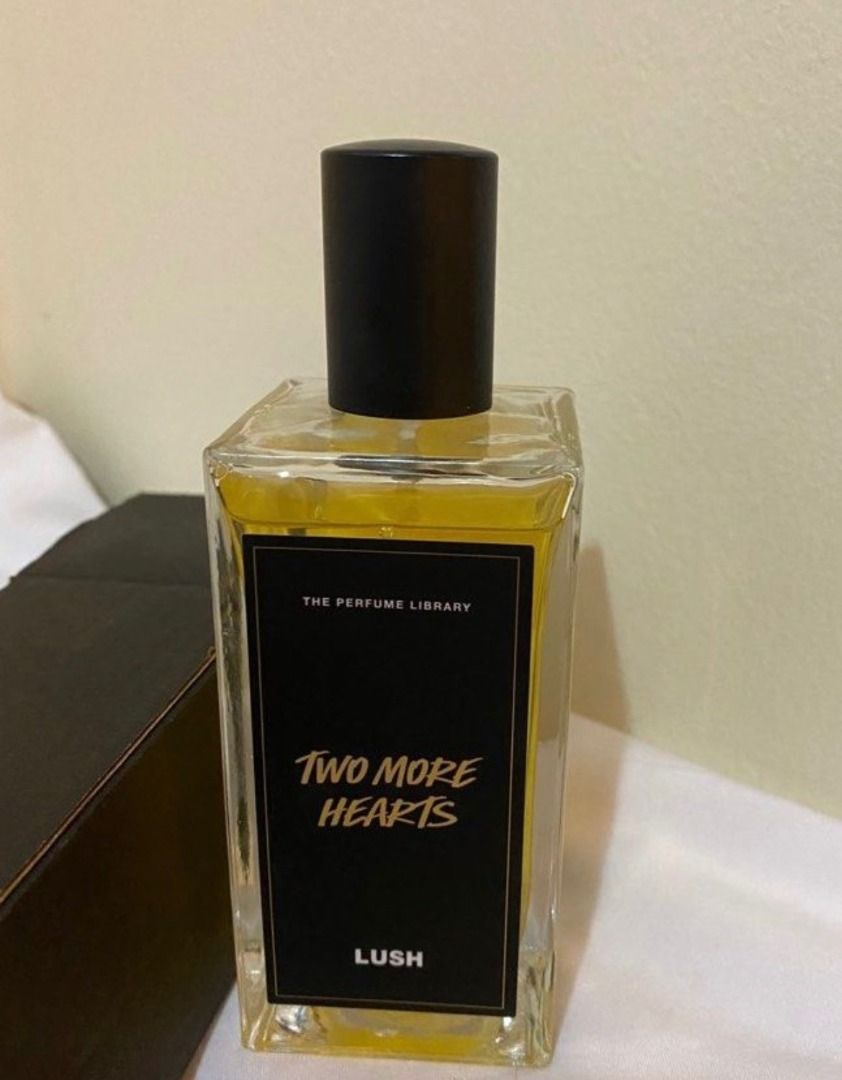 THE PERFUME LIBRARY
TWO MORE
HEARTS
LUSH